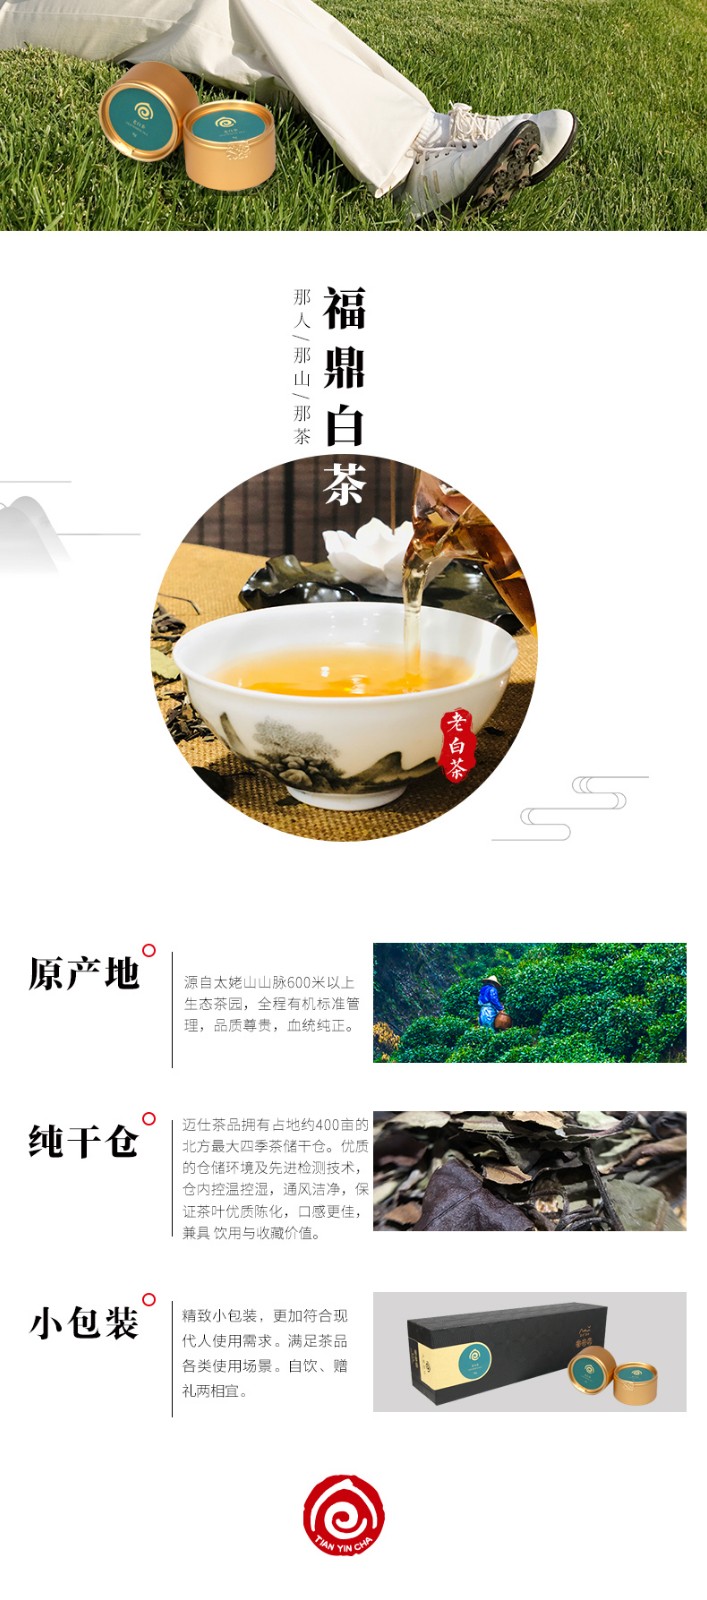 福鼎白茶
那人/那山/那茶
老白茶
原产地
源自太姥山山脉600米以上
生态茶园，全程有机标准管
理，品质尊贵，血统纯正。
纯干仓
迈仕茶品拥有占地约400亩的
北方最大四季茶储干仓。优质
的仓储环境及先进检测技术，
仓内控温控湿，通风洁净，保
证茶叶优质陈化，口感更佳，
兼具 饮用与收藏价值。
小包装
精致小包装，更加符合现
代人使用需求。满足茶品
各类使用场景。自饮、赠
礼两相宜。
TIAN YIN CHA